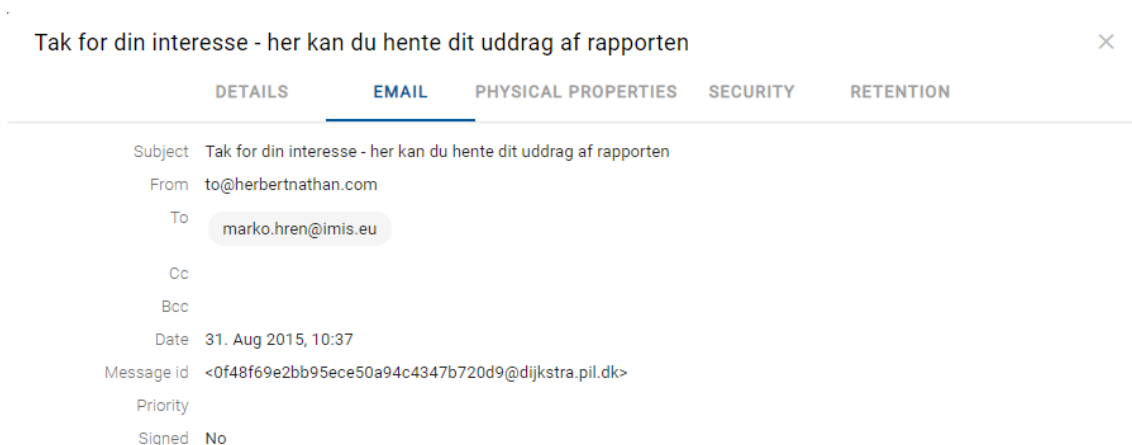 Tak for din interesse - her kan du hente dit uddrag af rapporten
DETAILS EMAIL PHYSICAL PROPERTIES SECURITY RETENTION
Subject Tak for din interesse - her kan du hente dit uddrag af rapporten
From to@herbertnathan.com
To marko.hren@imis.eu
Cc
Bcc
Date 31. Aug 2015, 10:37
Message id <0f48f69e2bb95ece50a94c4347b720d9@dijkstra.pil.dk>
Priority
Signed No